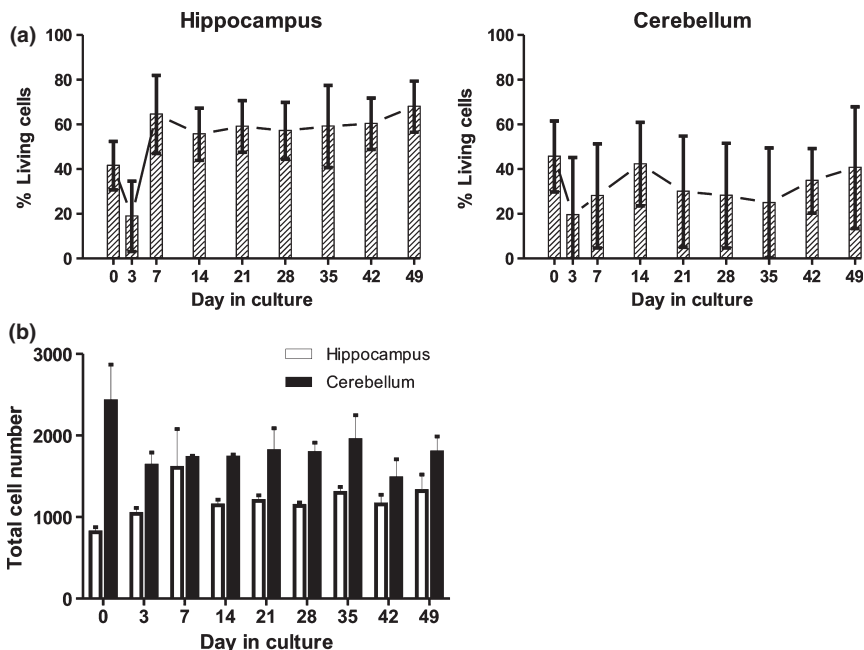 (a)
Hippocampus
% Living cells
100
80
60
40
20
0
0 3 7 14 21 28 35 42 49
Day in culture
Cerebellum
% Living cells
100
80
60
40
20
0
0 3 7 14 21 28 35 42 49
Day in culture
(b)
Hippocampus
Cerebellum
Total cell number
3000
2000
1000
0
0 3 7 14 21 28 35 42 49
Day in culture